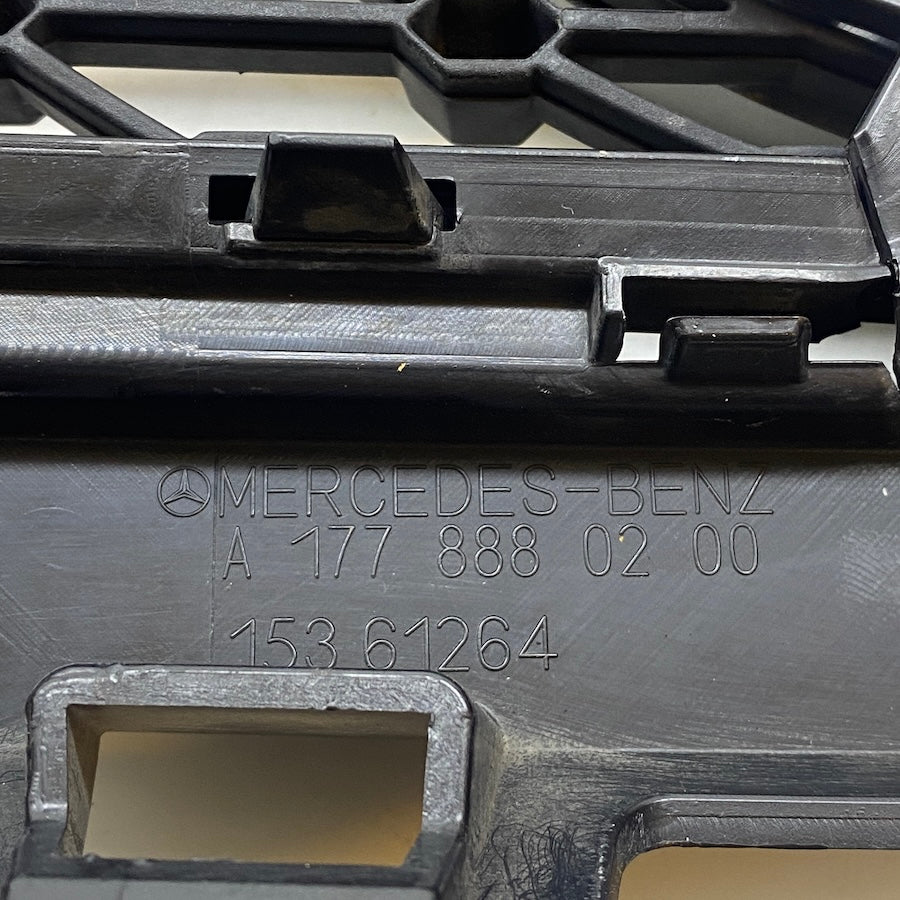 MERCEDES-BENZ
A 177 888 02 00
153 61264